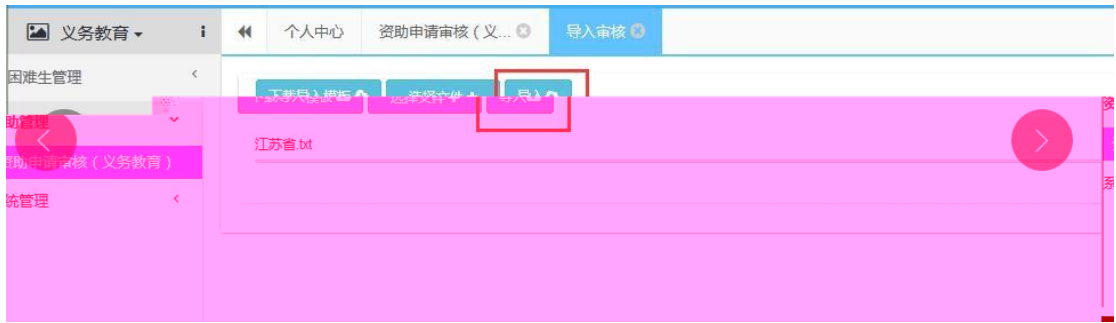 义务教育 i 个人中心 资助申请审核（义... 导入审核
困难生管理
下载导入模板 选择文件 导入
助管理
江苏省.txt
资助申请审核（义务教育）
统管理